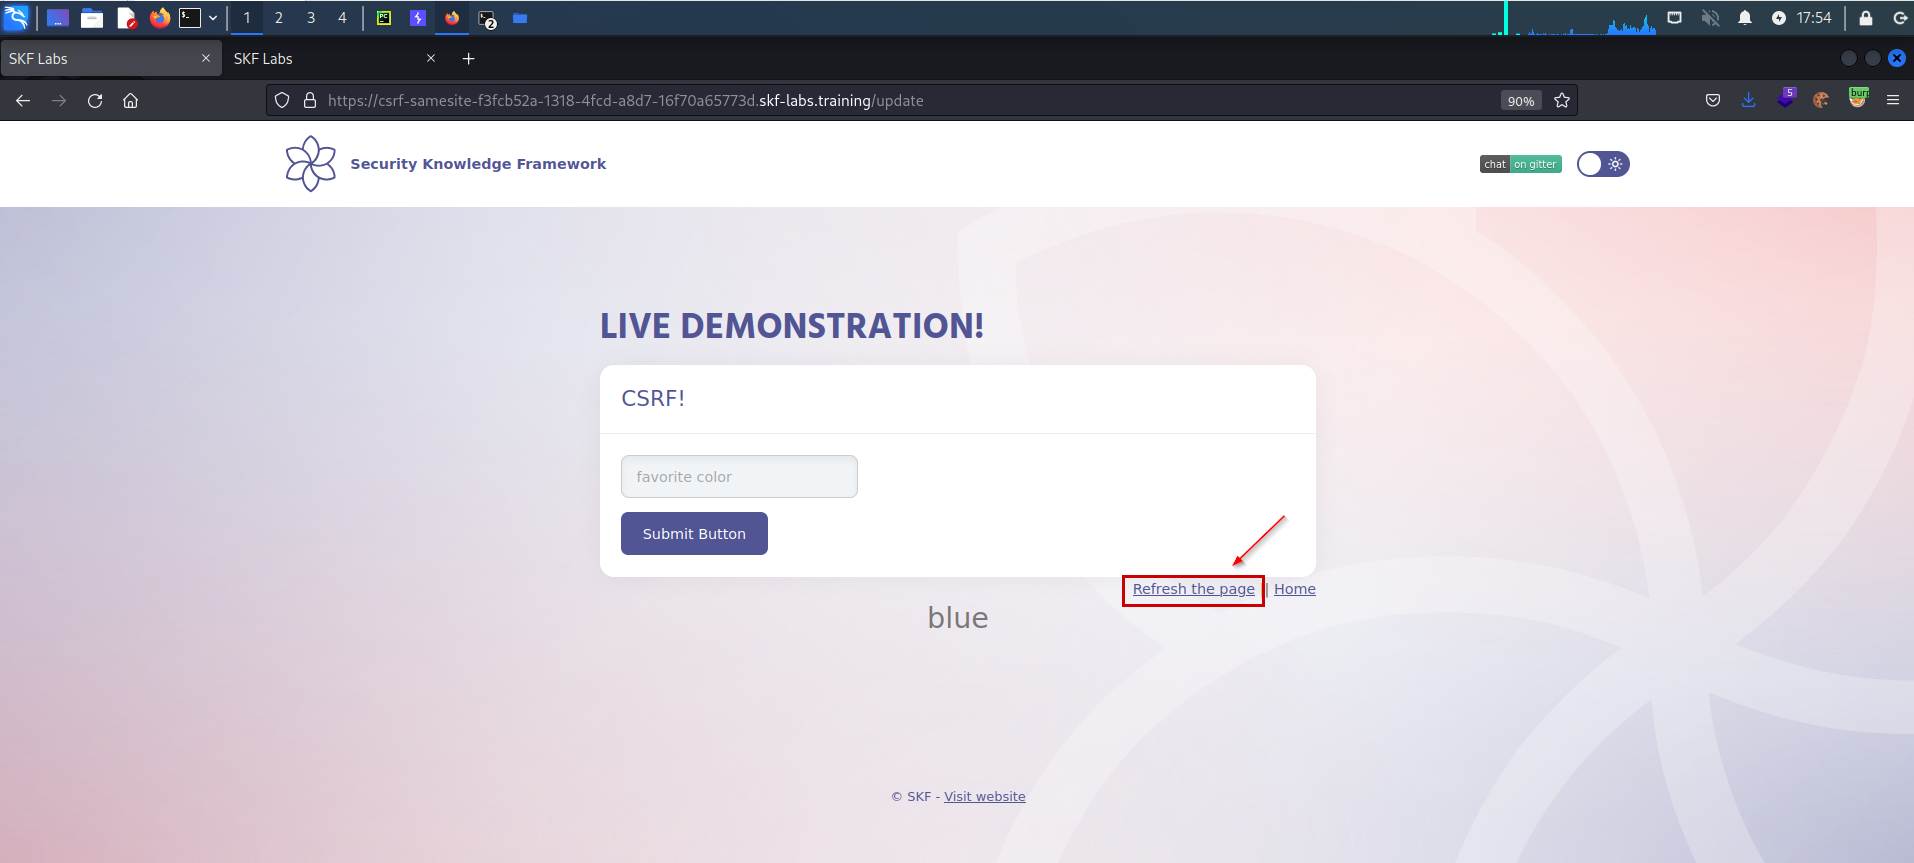 1 2 3 4 PC 2 17:54
SKF Labs SKF Labs
https://csrf-samesite-f3fcb52a-1318-4fcd-a8d7-16f70a65773d.skf-labs.training/update 90% 5 burp
Security Knowledge Framework chat on gitter
LIVE DEMONSTRATION!
CSRF!
favorite color
Submit Button
Refresh the page | Home
blue
© SKF - Visit website